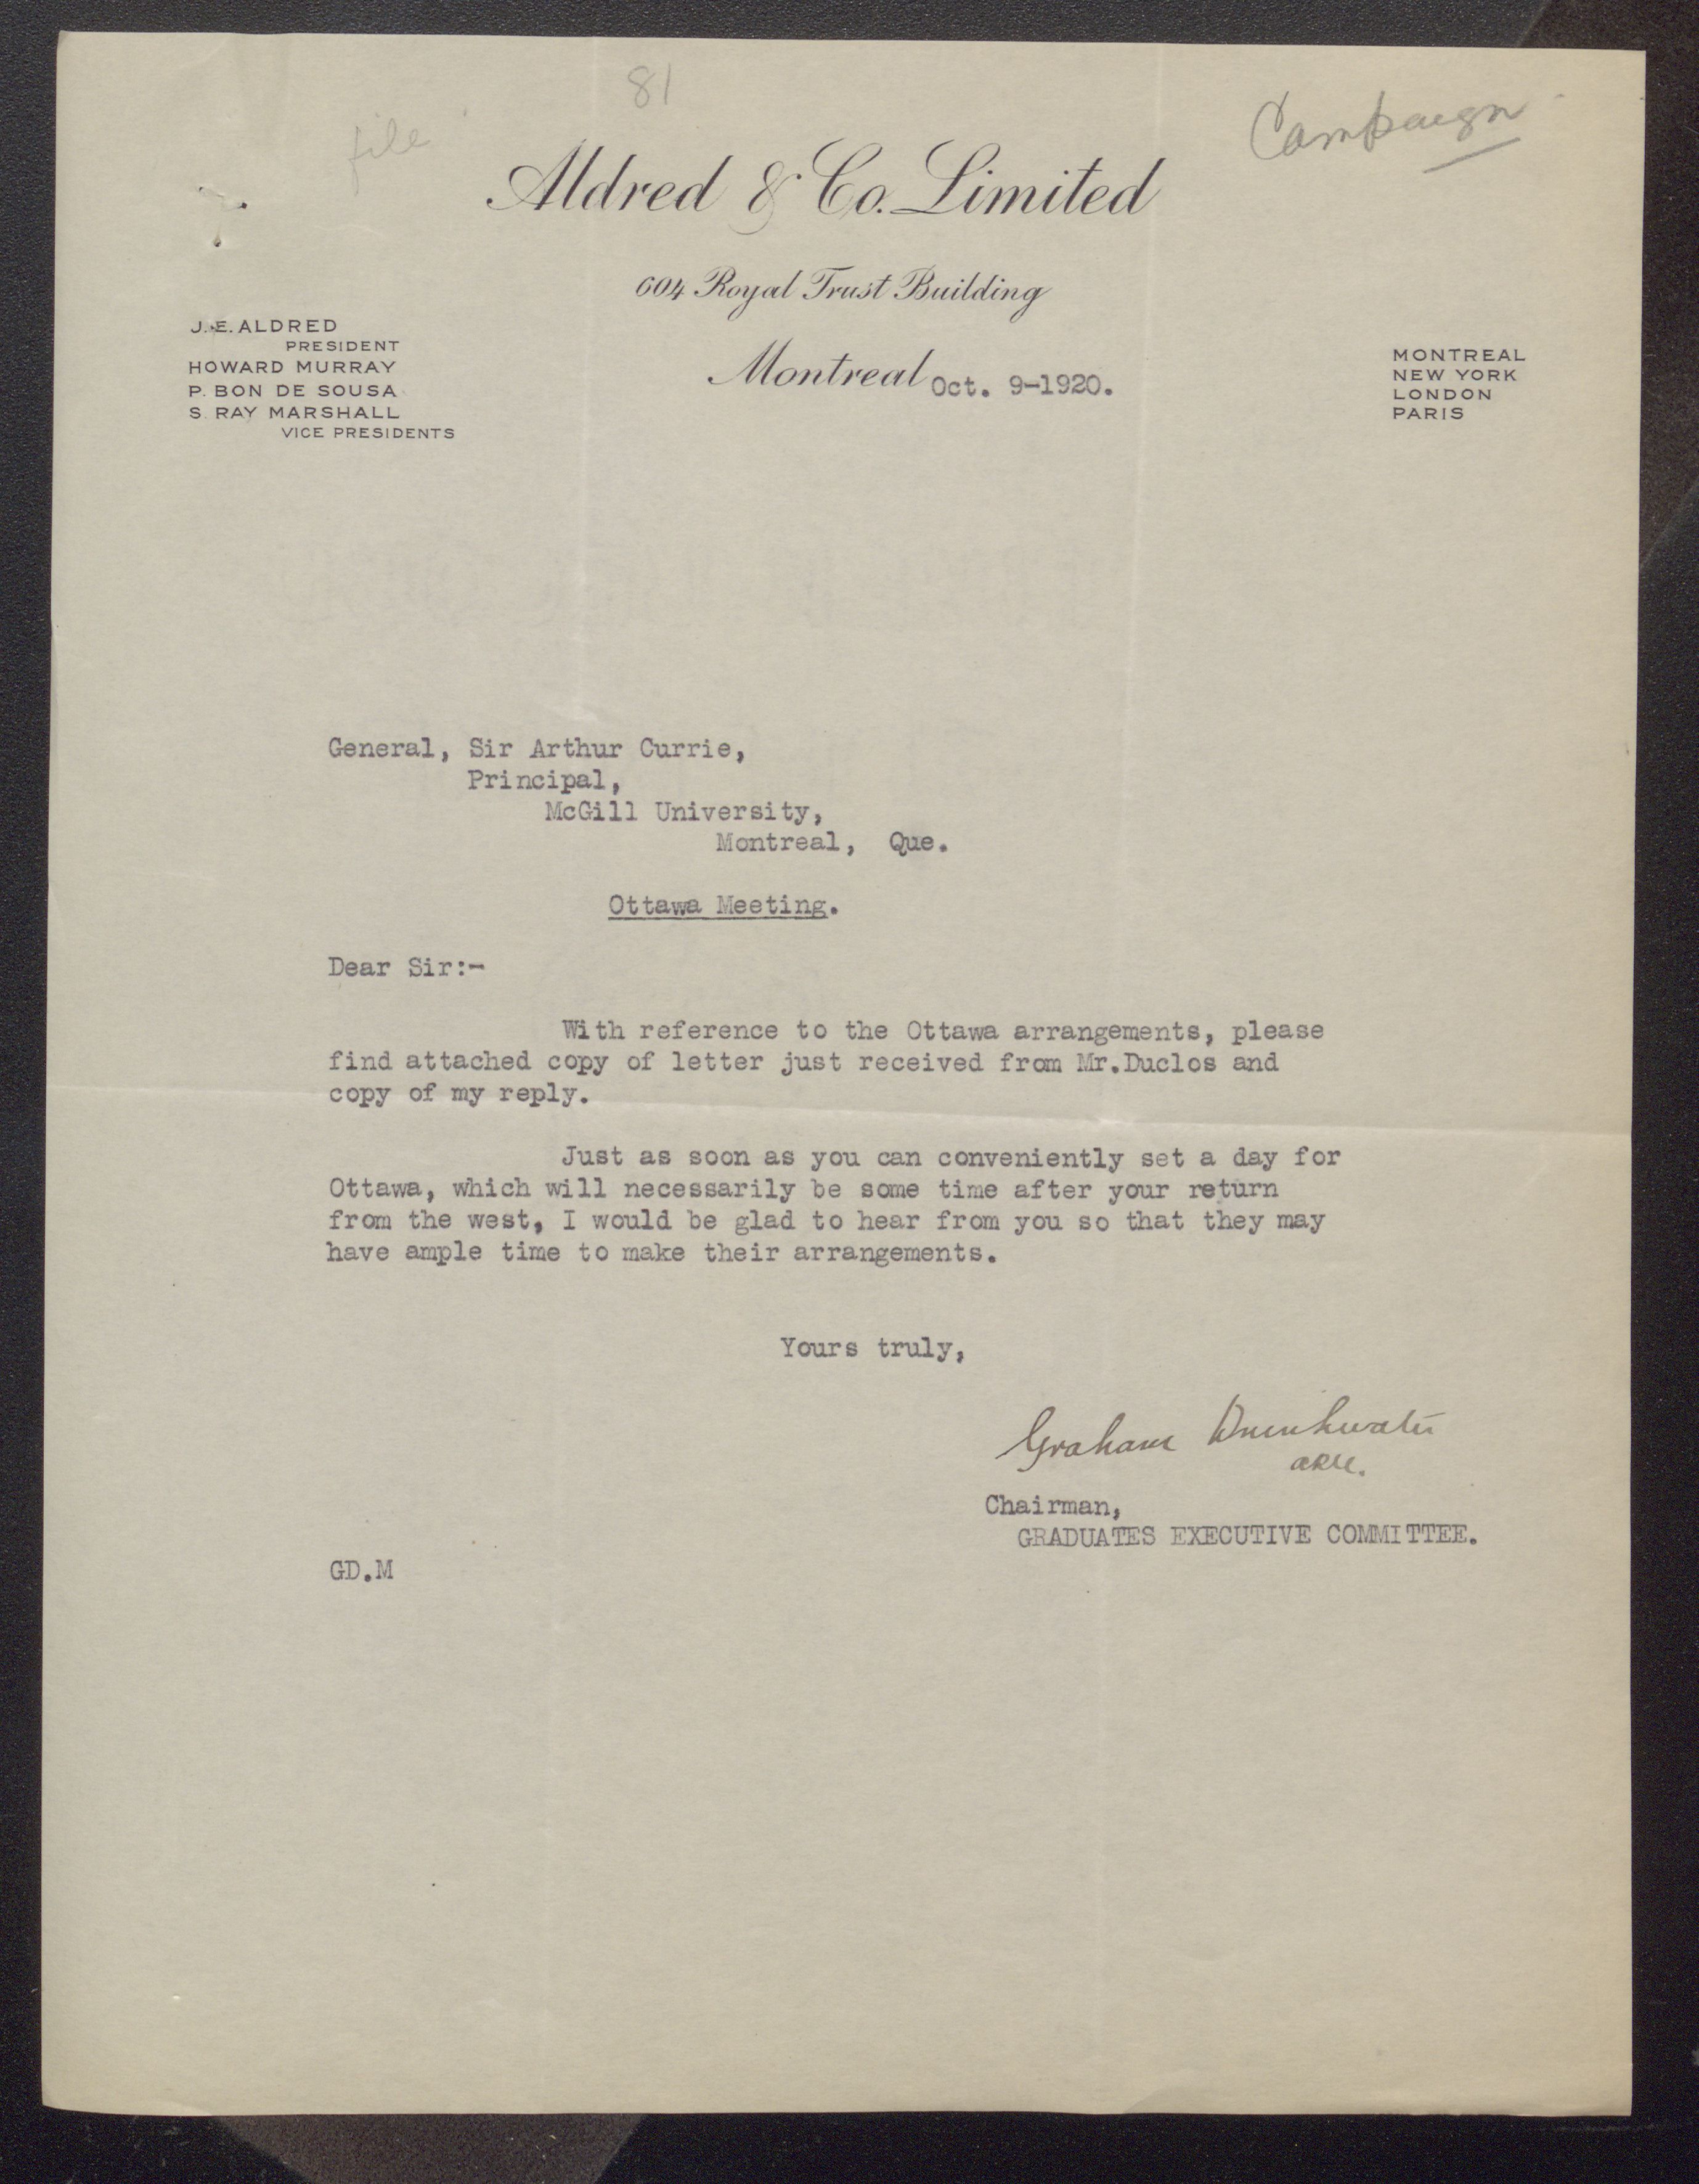 81
file
Campaign
Aldred & Co. Limited
604 Royal Trust Building
Montreal Oct. 9-1920.
J. E. ALDRED
PRESIDENT
HOWARD MURRAY
P. BON DE SOUSA
S. RAY MARSHALL
VICE PRESIDENTS
MONTREAL
NEW YORK
LONDON
PARIS
General, Sir Arthur Currie,
Principal,
McGill University,
Montreal, Que.
Ottawa Meeting.
Dear Sir:-
With reference to the Ottawa arrangements, please
find attached copy of letter just received from Mr.Duclos and
copy of my reply.
Just as soon as you can conveniently set a day for
Ottawa, which will necessarily be some time after your return
from the west, I would be glad to hear from you so that they may
have ample time to make their arrangements.
Yours truly,
Graham Drinkwater
Chairman,
GRADUATES EXECUTIVE COMMITTEE.
GD.M